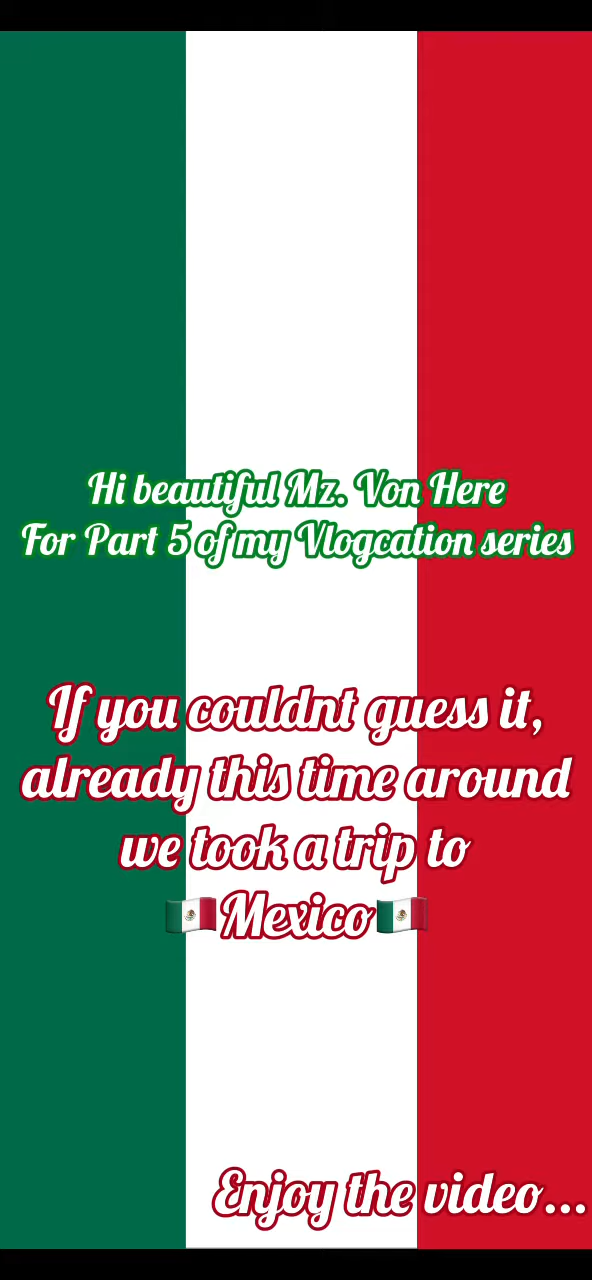 Hi beautiful Mz. Von Here
For Part 5 of my Vlogcation series
If you couldnt guess it,
already this time around
we took a trip to
🇲🇽Mexico🇲🇽
Enjoy the video...